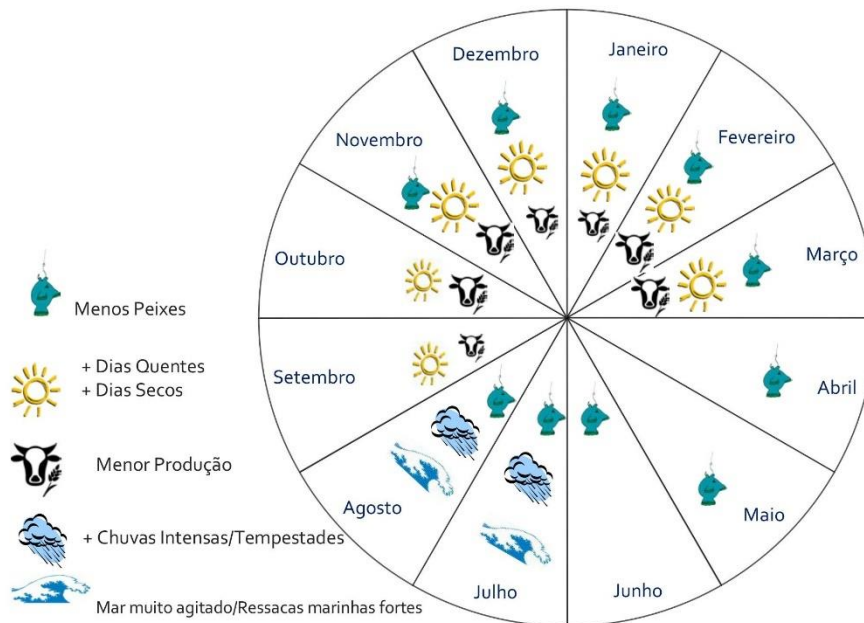 Dezembro
Janeiro
Novembro
Fevereiro
Outubro
Março
Setembro
Abril
Agosto
Maio
Julho
Junho
Menos Peixes
+ Dias Quentes
+ Dias Secos
Menor Produção
+ Chuvas Intensas/Tempestades
Mar muito agitado/Ressacas marinhas fortes